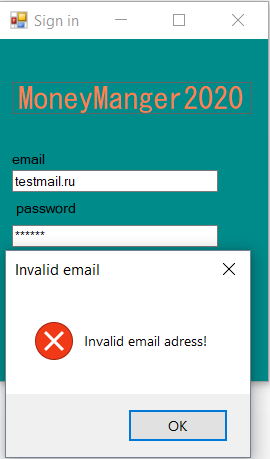 Sign in
MoneyManger2020
email
testmail.ru
password
******
Invalid email
Invalid email adress!
OK